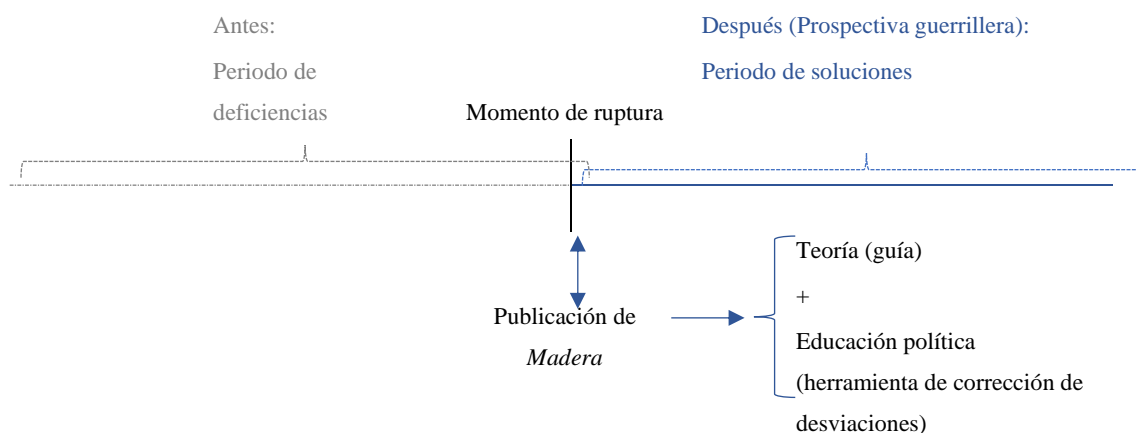 Antes:
Periodo de
deficiencias
Momento de ruptura
Después (Prospectiva guerrillera):
Periodo de soluciones
Publicación de
Madera
Teoría (guía)
+
Educación política
(herramienta de corrección de
desviaciones)